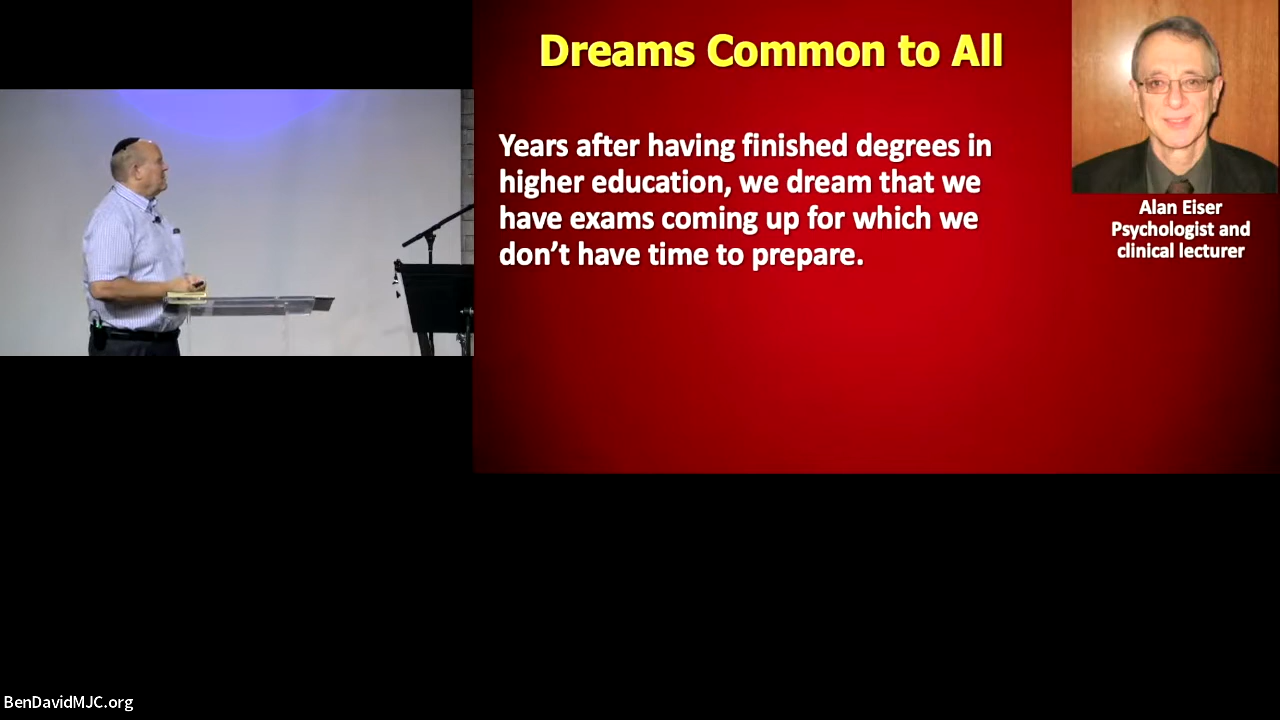 Dreams Common to All
Years after having finished degrees in
higher education, we dream that we
have exams coming up for which we
don’t have time to prepare.
Alan Eiser
Psychologist and
clinical lecturer
BenDavidMJC.org